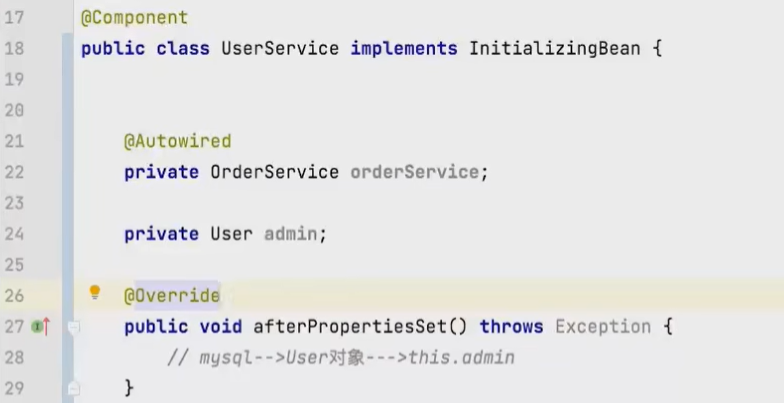 17 @Component
18 public class UserService implements InitializingBean {
19
20
21 @Autowired
22 private OrderService orderService;
23
24 private User admin;
25
26 @Override
27 public void afterPropertiesSet() throws Exception {
28 // mysql-->User对象--->this.admin
29 }